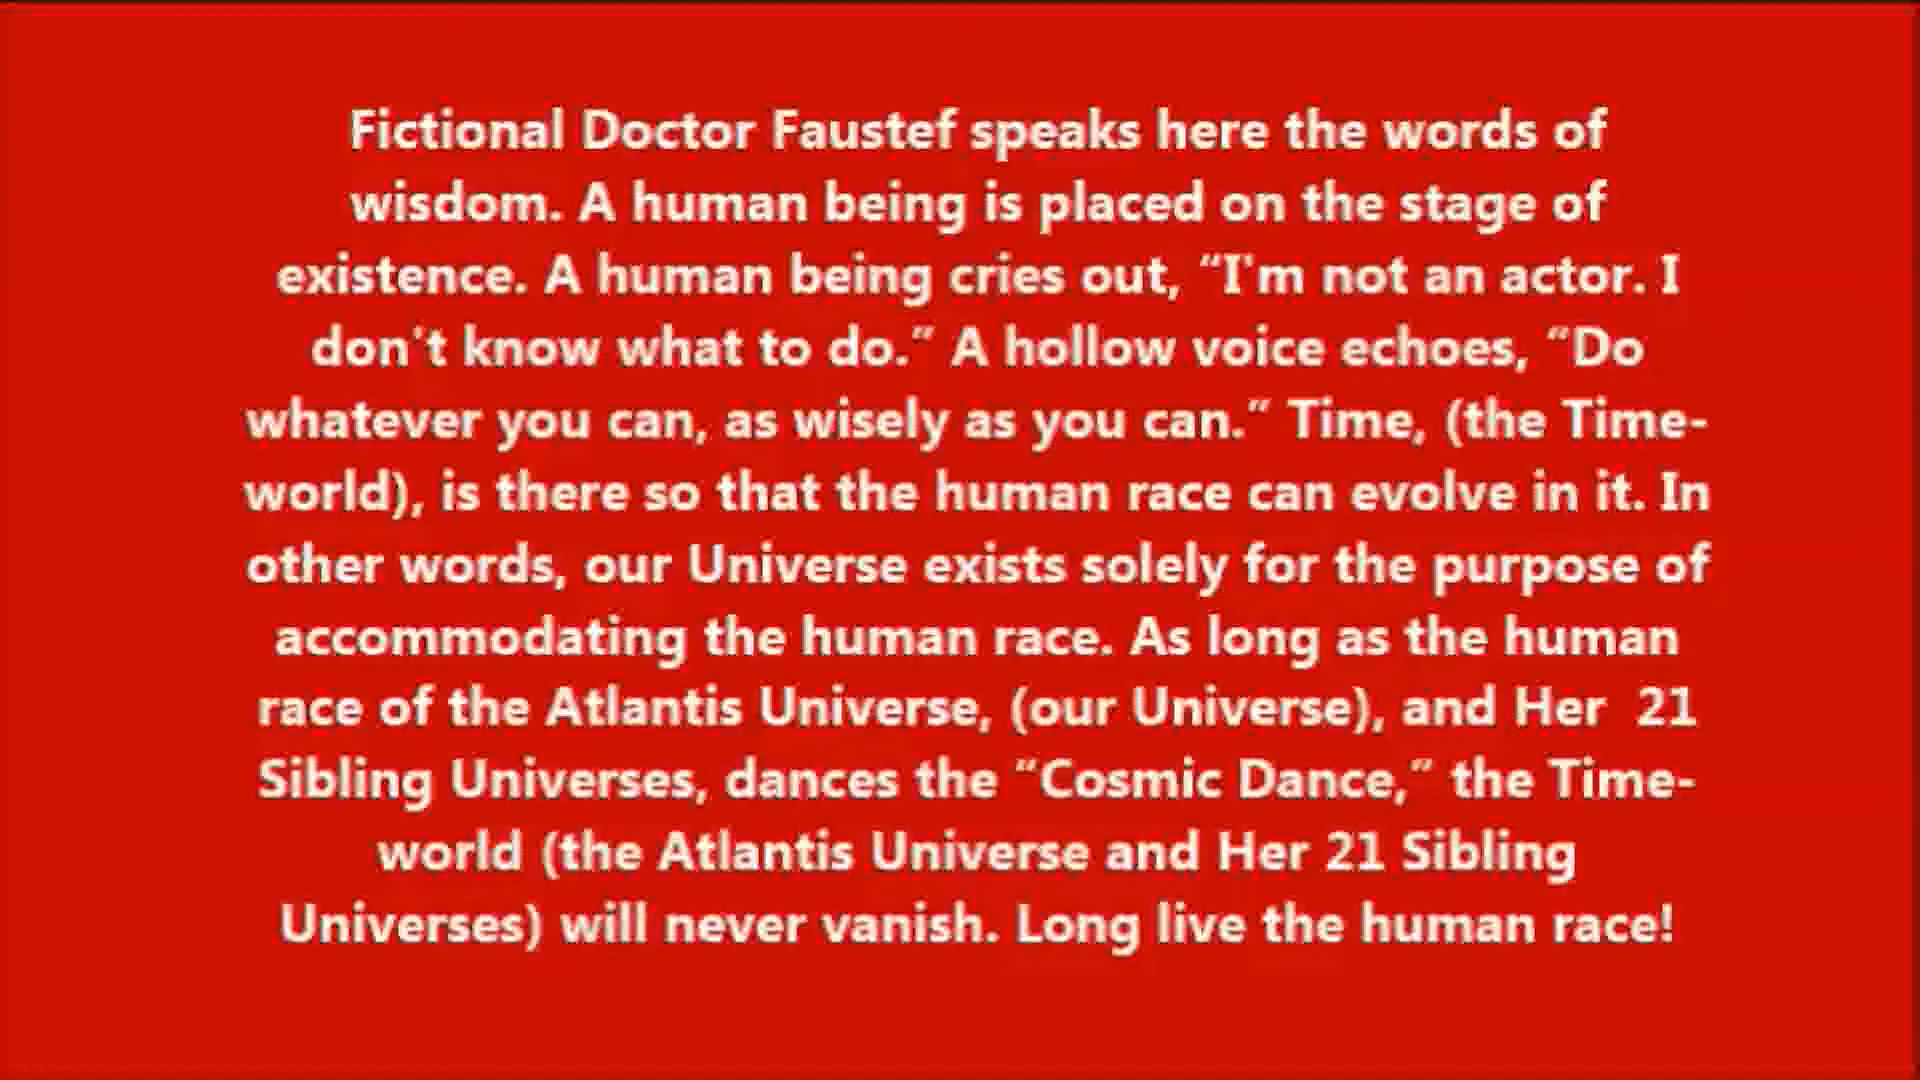 Fictional Doctor Faustef speaks here the words of
wisdom. A human being is placed on the stage of
existence. A human being cries out, “I'm not an actor. I
don't know what to do.” A hollow voice echoes, “Do
whatever you can, as wisely as you can.” Time, (the Time-
world), is there so that the human race can evolve in it. In
other words, our Universe exists solely for the purpose of
accommodating the human race. As long as the human
race of the Atlantis Universe, (our Universe), and Her  21
Sibling Universes, dances the “Cosmic Dance,” the Time-
world (the Atlantis Universe and Her 21 Sibling
Universes) will never vanish. Long live the human race!